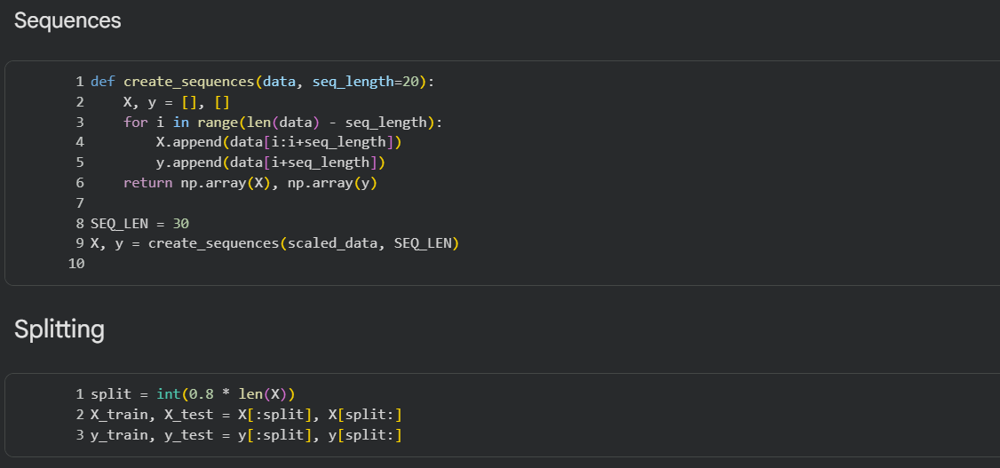 Sequences
1 def create_sequences(data, seq_length=20):
2     X, y = [], []
3     for i in range(len(data) - seq_length):
4         X.append(data[i:i+seq_length])
5         y.append(data[i+seq_length])
6     return np.array(X), np.array(y)
7
8 SEQ_LEN = 30
9 X, y = create_sequences(scaled_data, SEQ_LEN)
10
Splitting
1 split = int(0.8 * len(X))
2 X_train, X_test = X[:split], X[split:]
3 y_train, y_test = y[:split], y[split:]